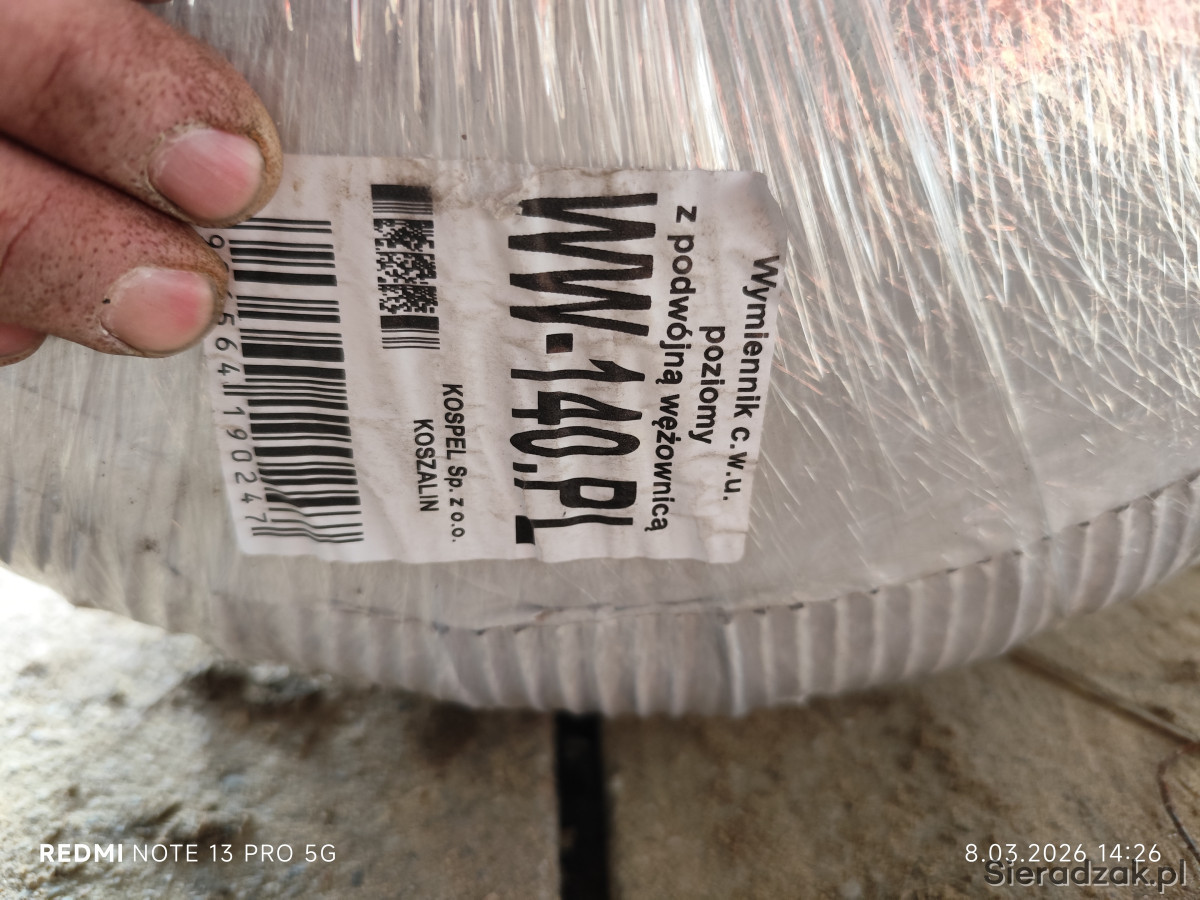 Wymiennik c.w.u.
poziomy
z podwójną wężownicą
WW-140.PL
KOSPEL Sp. z o.o.
KOSZALIN
564190247
REDMI NOTE 13 PRO 5G
8.03.2026 14:26
Sieradzak.pl